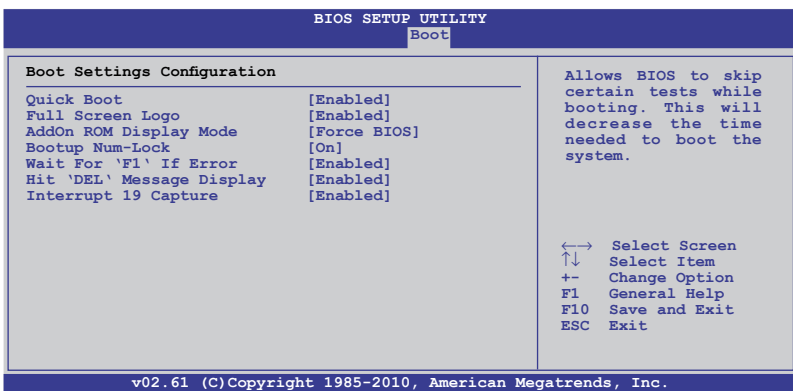 BIOS SETUP UTILITY
Boot
Boot Settings Configuration
Quick Boot [Enabled]
Full Screen Logo [Enabled]
AddOn ROM Display Mode [Force BIOS]
Bootup Num-Lock [On]
Wait For ‘F1‘ If Error [Enabled]
Hit ‘DEL‘ Message Display [Enabled]
Interrupt 19 Capture [Enabled]
Allows BIOS to skip
certain tests while
booting. This will
decrease the time
needed to boot the
system.
←→ Select Screen
↑↓ Select Item
+- Change Option
F1 General Help
F10 Save and Exit
ESC Exit
v02.61 (C)Copyright 1985-2010, American Megatrends, Inc.